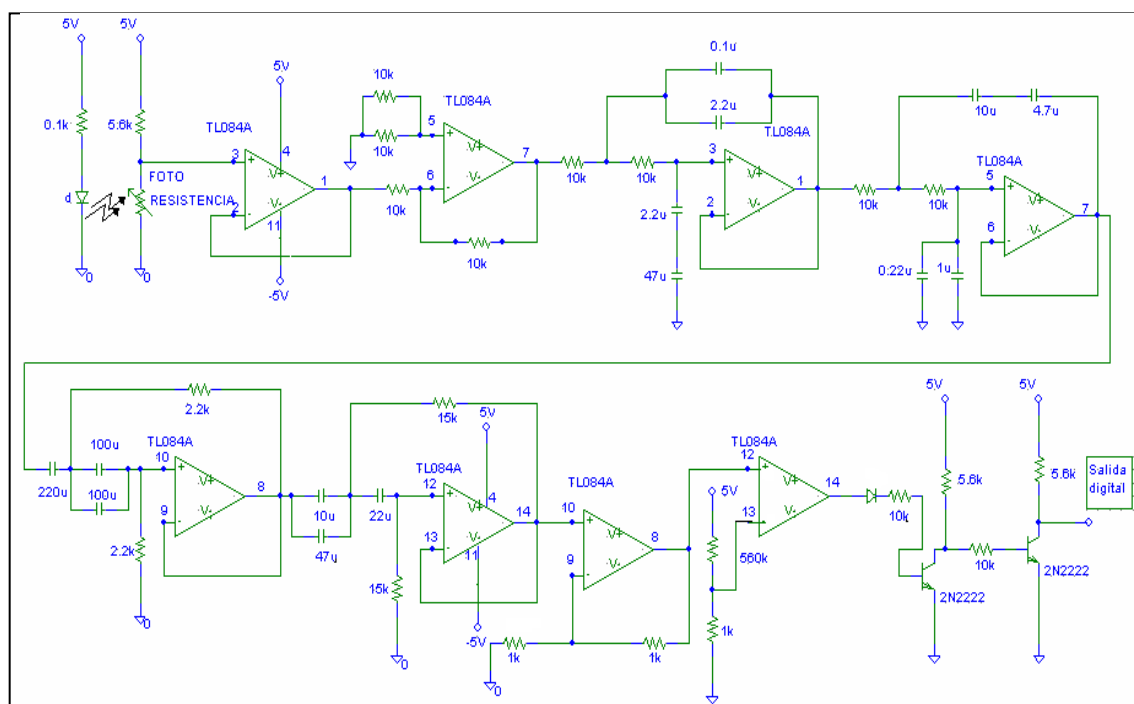 5V
5V
0.1k
5.6k
d
FOTO
RESISTENCIA
0
0
TL084A
5V
3
2
4
V+
V-
11
1
-5V
10k
10k
10k
10k
TL084A
5
6
V+
V-
7
10k
10k
0.1u
2.2u
2.2u
47u
TL084A
3
2
V+
V-
1
10k
10k
10u
4.7u
0.22u
1u
TL084A
5
6
V+
V-
7
220u
100u
100u
2.2k
2.2k
0
TL084A
10
9
V+
V-
8
10u
47u
22u
15k
15k
0
TL084A
5V
12
13
4
V+
V-
11
14
-5V
TL084A
10
9
V+
V-
8
1k
1k
0
5V
560k
1k
TL084A
12
13
V+
V-
14
10k
5V
5.6k
2N2222
10k
5V
5.6k
2N2222
Salida
digital